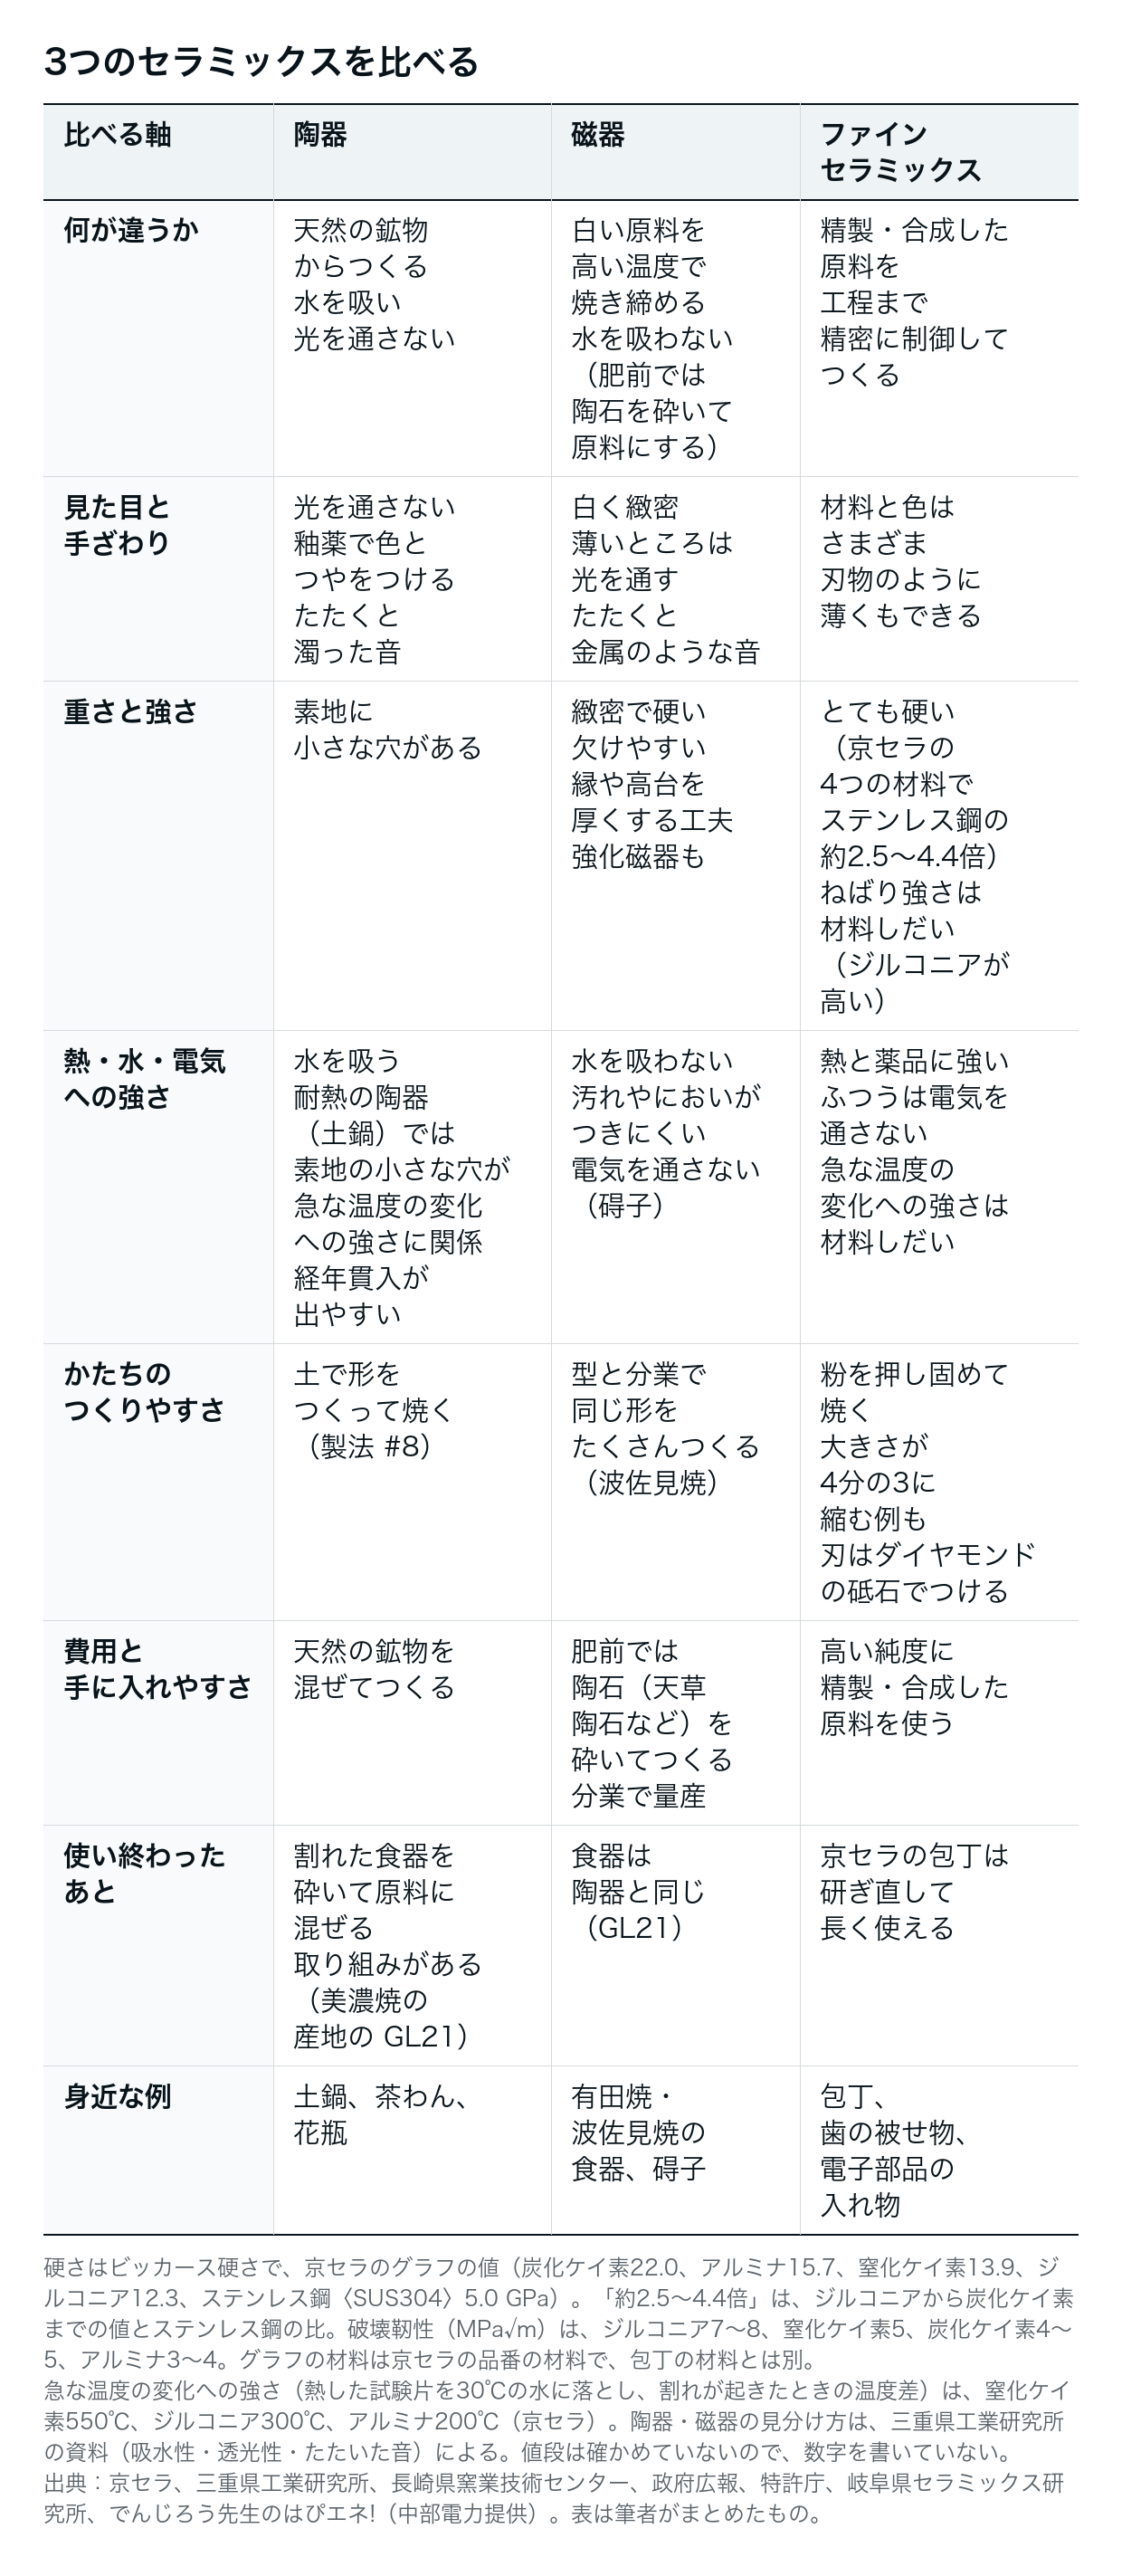 3つのセラミックスを比べる
比べる軸
陶器
磁器
ファイン
セラミックス
何が違うか
天然の鉱物
からつくる
水を吸い
光を通さない
白い原料を
高い温度で
焼き締める
水を吸わない
（肥前では
陶石を砕いて
原料にする）
精製・合成した
原料を
工程まで
精密に制御して
つくる
見た目と
手ざわり
光を通さない
釉薬で色と
つやをつける
たたくと
濁った音
白く緻密
薄いところは
光を通す
たたくと
金属のような音
材料と色は
さまざま
刃物のように
薄くもできる
重さと強さ
素地に
小さな穴がある
緻密で硬い
欠けやすい
縁や高台を
厚くする工夫
強化磁器も
とても硬い
（京セラの
4つの材料で
ステンレス鋼の
約2.5〜4.4倍）
ねばり強さは
材料しだい
（ジルコニアが
高い）
熱・水・電気
への強さ
水を吸う
耐熱の陶器
（土鍋）では
素地の小さな穴が
急な温度の変化
への強さに関係
経年貫入が
出やすい
水を吸わない
汚れやにおいが
つきにくい
電気を通さない
（碍子）
熱と薬品に強い
ふつうは電気を
通さない
急な温度の
変化への強さは
材料しだい
かたちの
つくりやすさ
土で形を
つくって焼く
（製法 #8）
型と分業で
同じ形を
たくさんつくる
（波佐見焼）
粉を押し固めて
焼く
大きさが
4分の3に
縮む例も
刃はダイヤモンド
の砥石でつける
費用と
手に入れやすさ
天然の鉱物を
混ぜてつくる
肥前では
陶石（天草
陶石など）を
砕いてつくる
分業で量産
高い純度に
精製・合成した
原料を使う
使い終わった
あと
割れた食器を
砕いて原料に
混ぜる
取り組みがある
（美濃焼の
産地の GL21）
食器は
陶器と同じ
（GL21）
京セラの包丁は
研ぎ直して
長く使える
身近な例
土鍋、茶わん、
花瓶
有田焼・
波佐見焼の
食器、碍子
包丁、
歯の被せ物、
電子部品の
入れ物
硬さはビッカース硬さで、京セラのグラフの値（炭化ケイ素22.0、アルミナ15.7、窒化ケイ素13.9、ジ
ルコニア12.3、ステンレス鋼〈SUS304〉5.0 GPa）。「約2.5〜4.4倍」は、ジルコニアから炭化ケイ素
までの値とステンレス鋼の比。破壊靭性（MPa√m）は、ジルコニア7〜8、窒化ケイ素5、炭化ケイ素4〜
5、アルミナ3〜4。グラフの材料は京セラの品番の材料で、包丁の材料とは別。
急な温度の変化への強さ（熱した試験片を30℃の水に落とし、割れが起きたときの温度差）は、窒化ケイ
素550℃、ジルコニア300℃、アルミナ200℃（京セラ）。陶器・磁器の見分け方は、三重県工業研究所
の資料（吸水性・透光性・たたいた音）による。値段は確かめていないので、数字を書いていない。
出典：京セラ、三重県工業研究所、長崎県窯業技術センター、政府広報、特許庁、岐阜県セラミックス研
究所、でんじろう先生のはぴエネ!（中部電力提供）。表は筆者がまとめたもの。